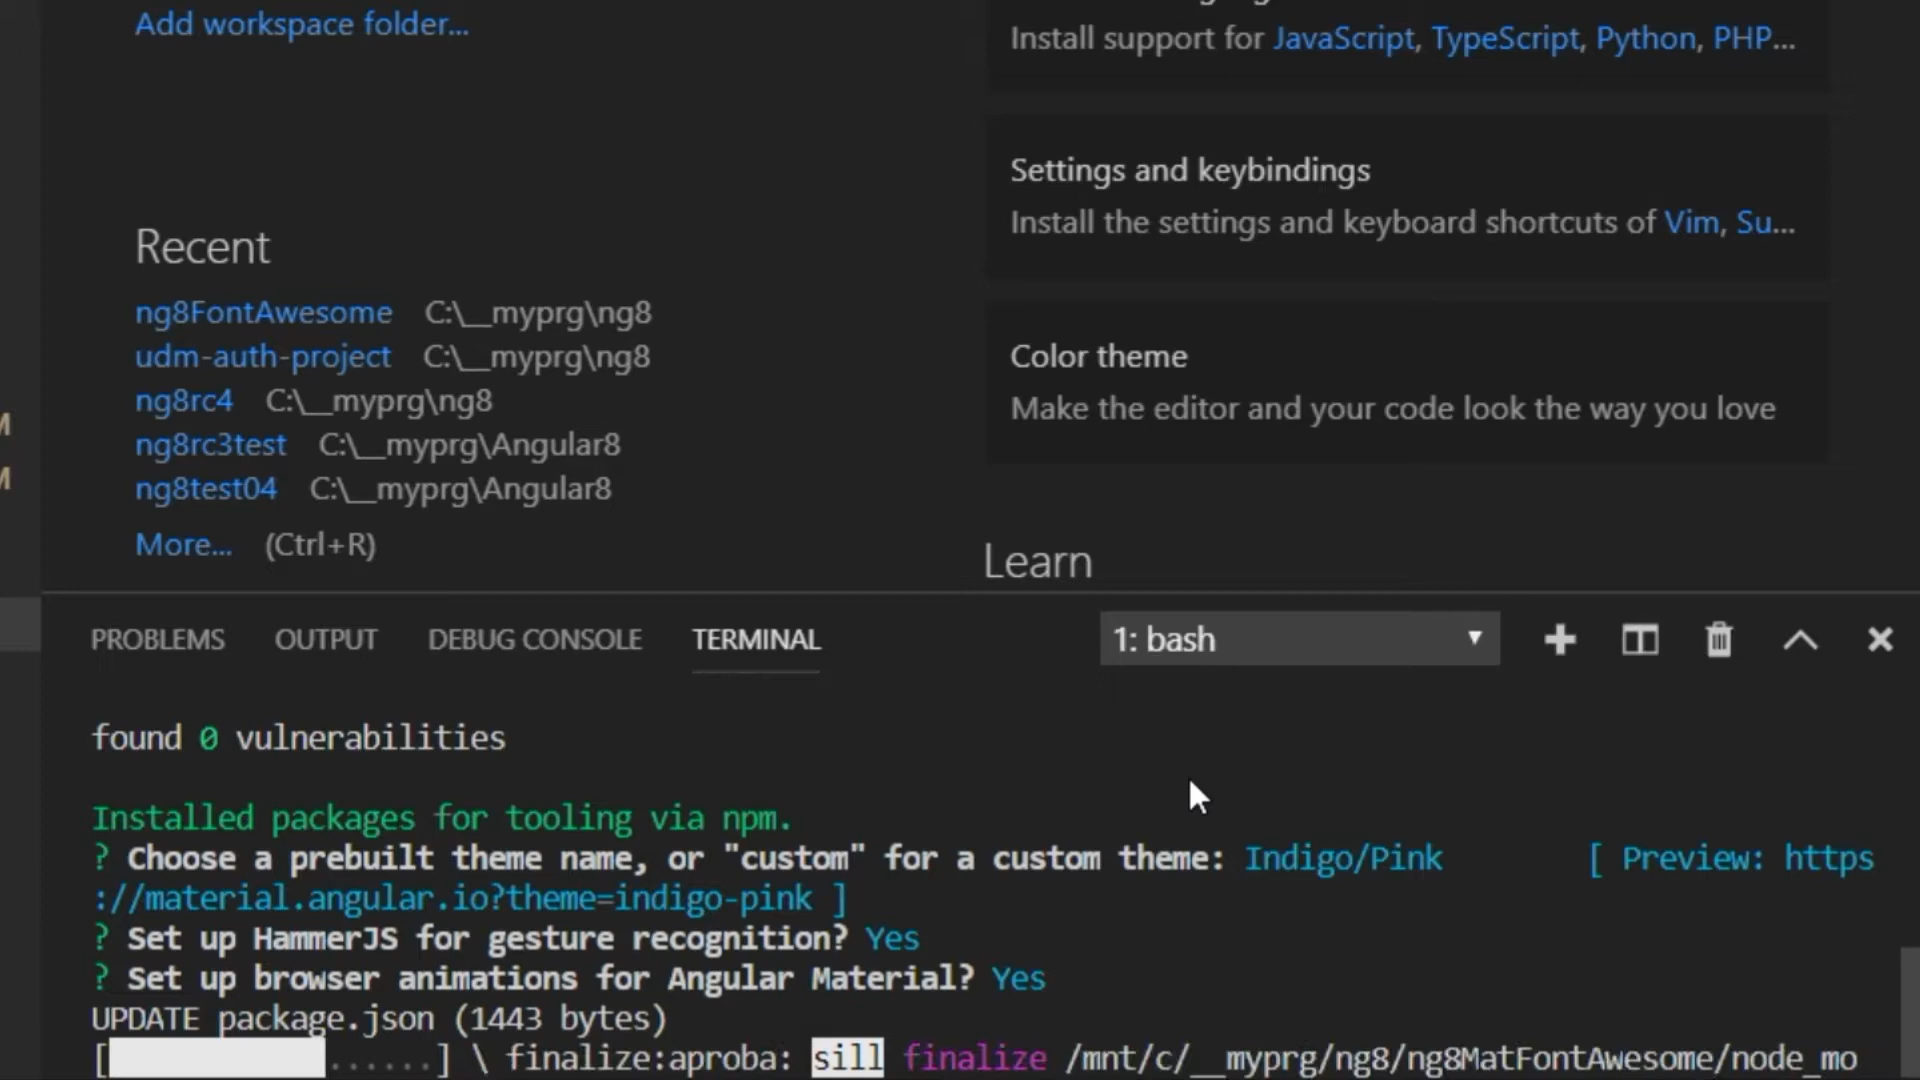 Add workspace folder...
Install support for JavaScript, TypeScript, Python, PHP...
Settings and keybindings
Install the settings and keyboard shortcuts of Vim, Su...
Recent
ng8FontAwesome C:\__myprg\ng8
udm-auth-project C:\__myprg\ng8
ng8rc4 C:\__myprg\ng8
ng8rc3test C:\__myprg\Angular8
ng8test04 C:\__myprg\Angular8
More... (Ctrl+R)
Color theme
Make the editor and your code look the way you love
Learn
M
M
PROBLEMS OUTPUT DEBUG CONSOLE TERMINAL 1: bash
found 0 vulnerabilities
Installed packages for tooling via npm.
? Choose a prebuilt theme name, or "custom" for a custom theme: Indigo/Pink [ Preview: https
://material.angular.io?theme=indigo-pink ]
? Set up HammerJS for gesture recognition? Yes
? Set up browser animations for Angular Material? Yes
UPDATE package.json (1443 bytes)
[ ......] \ finalize:aproba: sill finalize /mnt/c/__myprg/ng8/ng8MatFontAwesome/node_mo